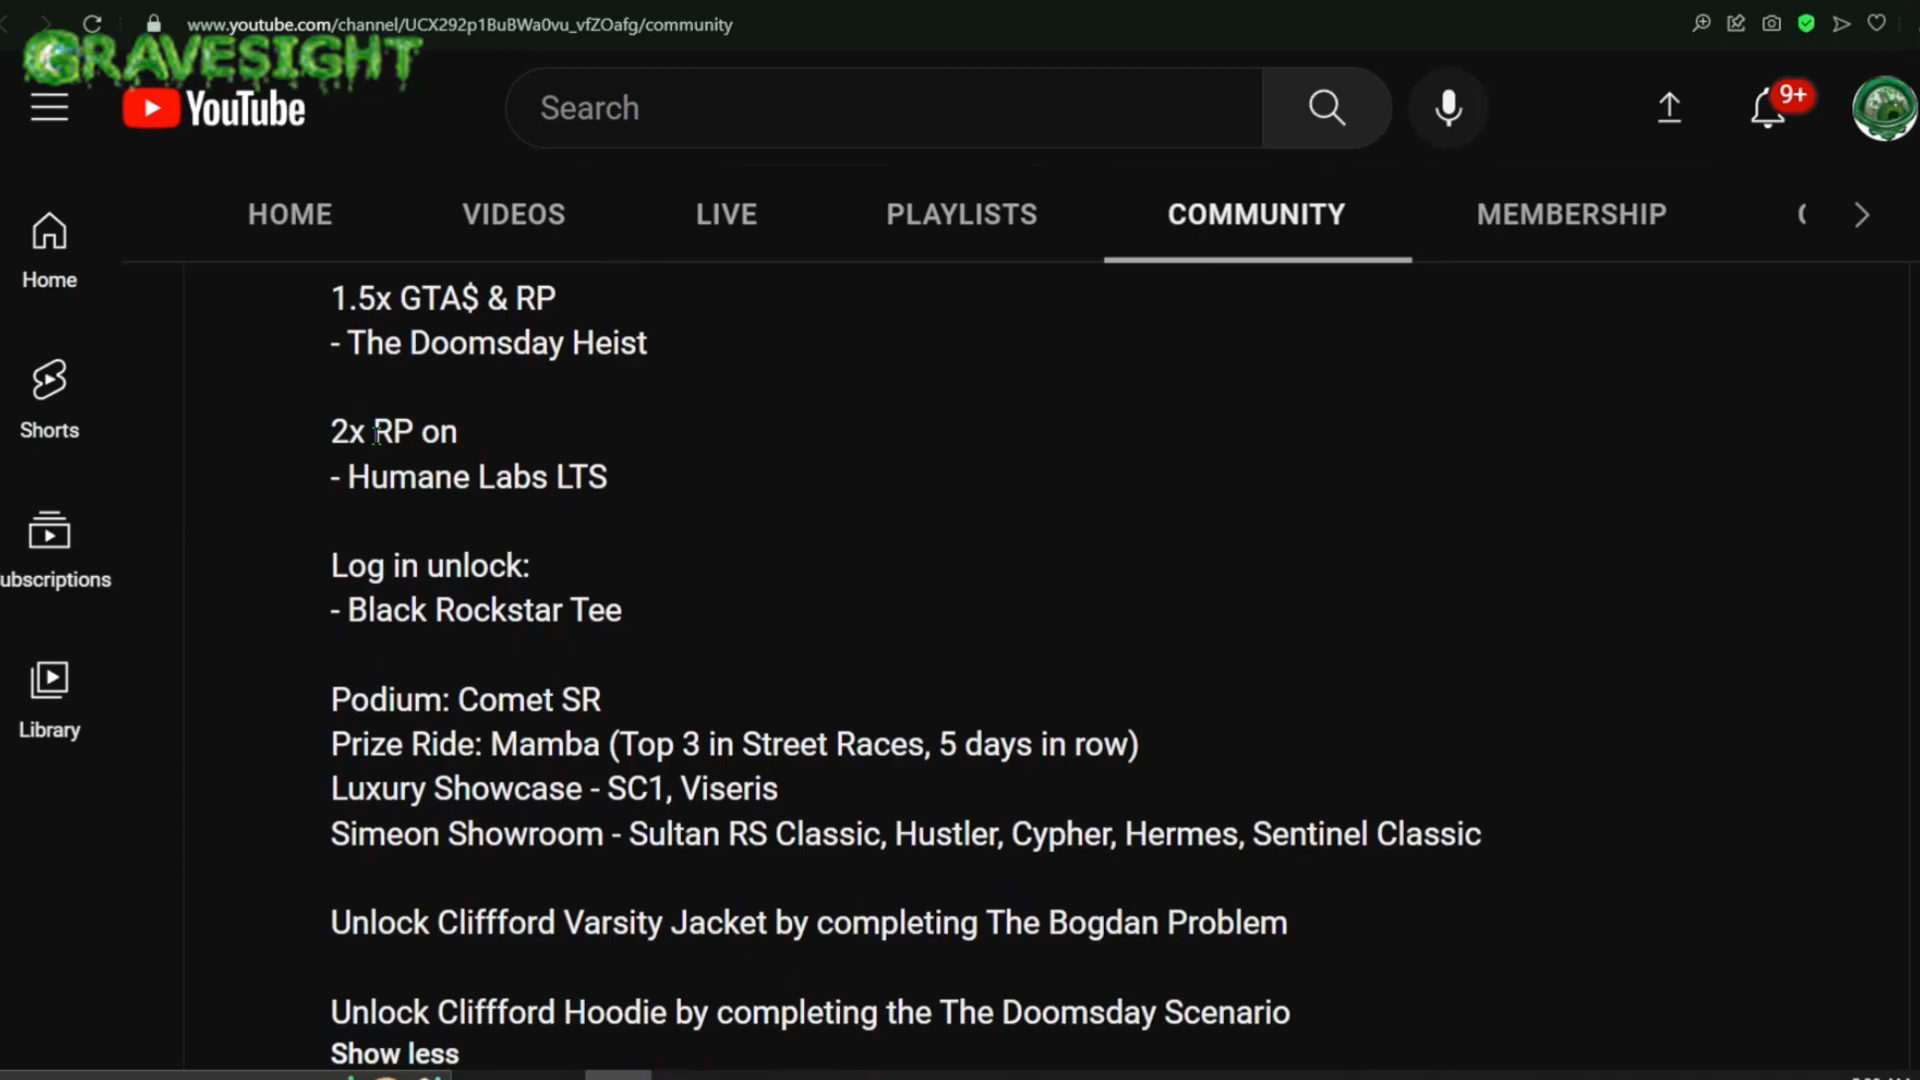 www.youtube.com/channel/UCX292p1BuBWa0vu_vfZOafg/community
GRAVESIGHT
YouTube
Search
9+
HOME VIDEOS LIVE PLAYLISTS COMMUNITY MEMBERSHIP
Home
Shorts
ubscriptions
Library
1.5x GTA$ & RP
- The Doomsday Heist
2x RP on
- Humane Labs LTS
Log in unlock:
- Black Rockstar Tee
Podium: Comet SR
Prize Ride: Mamba (Top 3 in Street Races, 5 days in row)
Luxury Showcase - SC1, Viseris
Simeon Showroom - Sultan RS Classic, Hustler, Cypher, Hermes, Sentinel Classic
Unlock Cliffford Varsity Jacket by completing The Bogdan Problem
Unlock Cliffford Hoodie by completing the The Doomsday Scenario
Show less